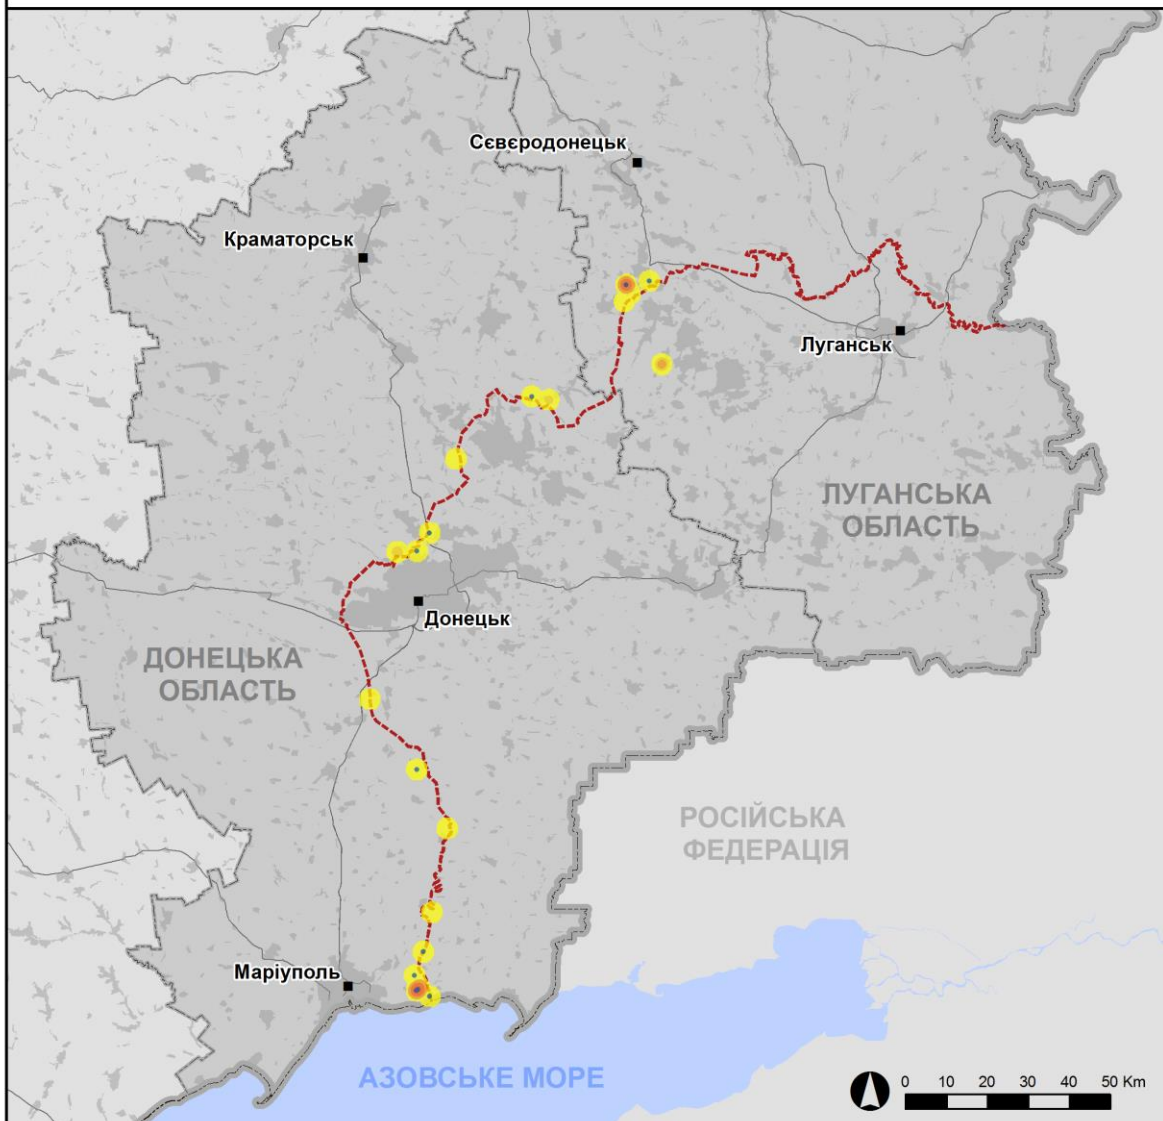 Сєвєродонецьк
Краматорськ
Луганськ
ЛУГАНСЬКА
ОБЛАСТЬ
Донецьк
ДОНЕЦЬКА
ОБЛАСТЬ
РОСІЙСЬКА
ФЕДЕРАЦІЯ
Маріуполь
АЗОВСЬКЕ МОРЕ
0 10 20 30 40 50 Km